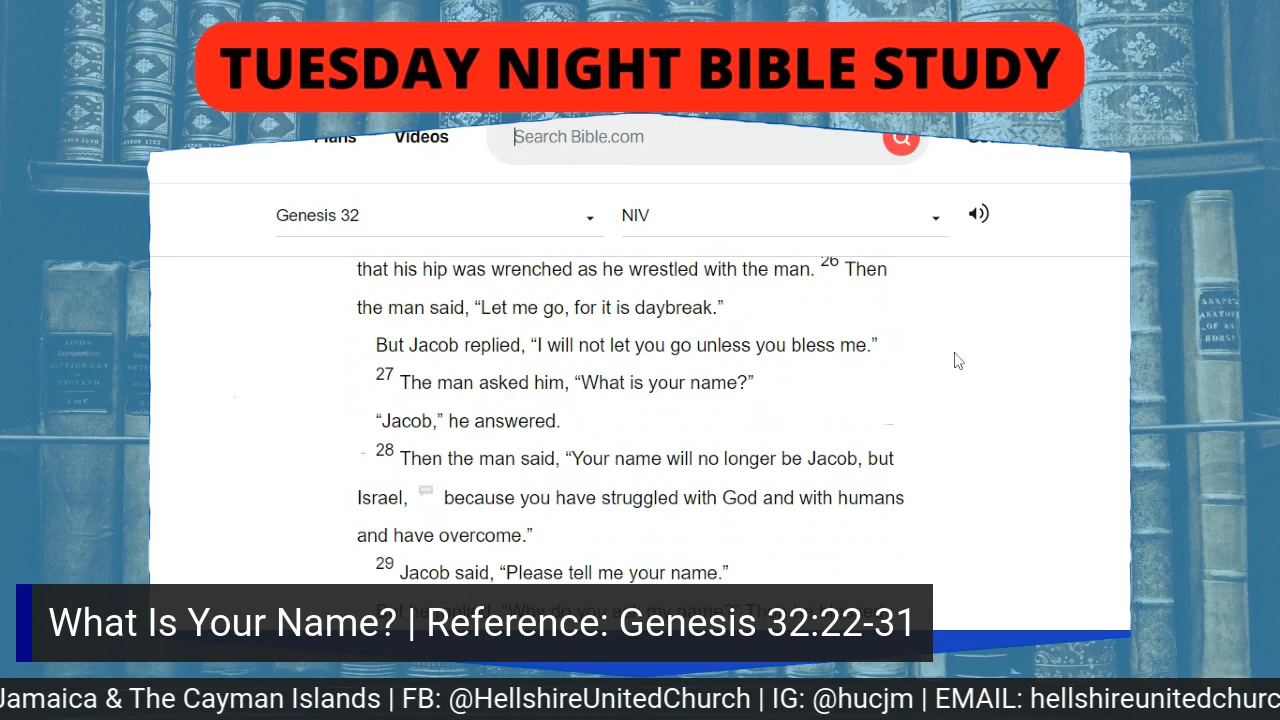 TUESDAY NIGHT BIBLE STUDY
Plans Videos Search Bible.com
Genesis 32 NIV
that his hip was wrenched as he wrestled with the man. 26 Then
the man said, “Let me go, for it is daybreak.”
But Jacob replied, “I will not let you go unless you bless me.”
27 The man asked him, “What is your name?”
“Jacob,” he answered.
28 Then the man said, “Your name will no longer be Jacob, but
Israel, because you have struggled with God and with humans
and have overcome.”
29 Jacob said, “Please tell me your name.”
What Is Your Name? | Reference: Genesis 32:22-31
Jamaica & The Cayman Islands | FB: @HellshireUnitedChurch | IG: @hucjm | EMAIL: hellshireunitedchurc